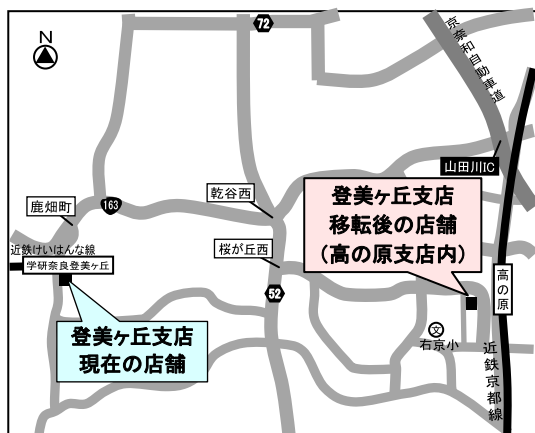 72
N
京奈和自動車道
山田川IC
乾谷西
鹿畑町
163
登美ヶ丘支店
移転後の店舗
(高の原支店内)
近鉄けいはんな線
学研奈良登美ヶ丘
桜が丘西
高の原
52
登美ヶ丘支店
現在の店舗
文
右京小
近鉄京都線